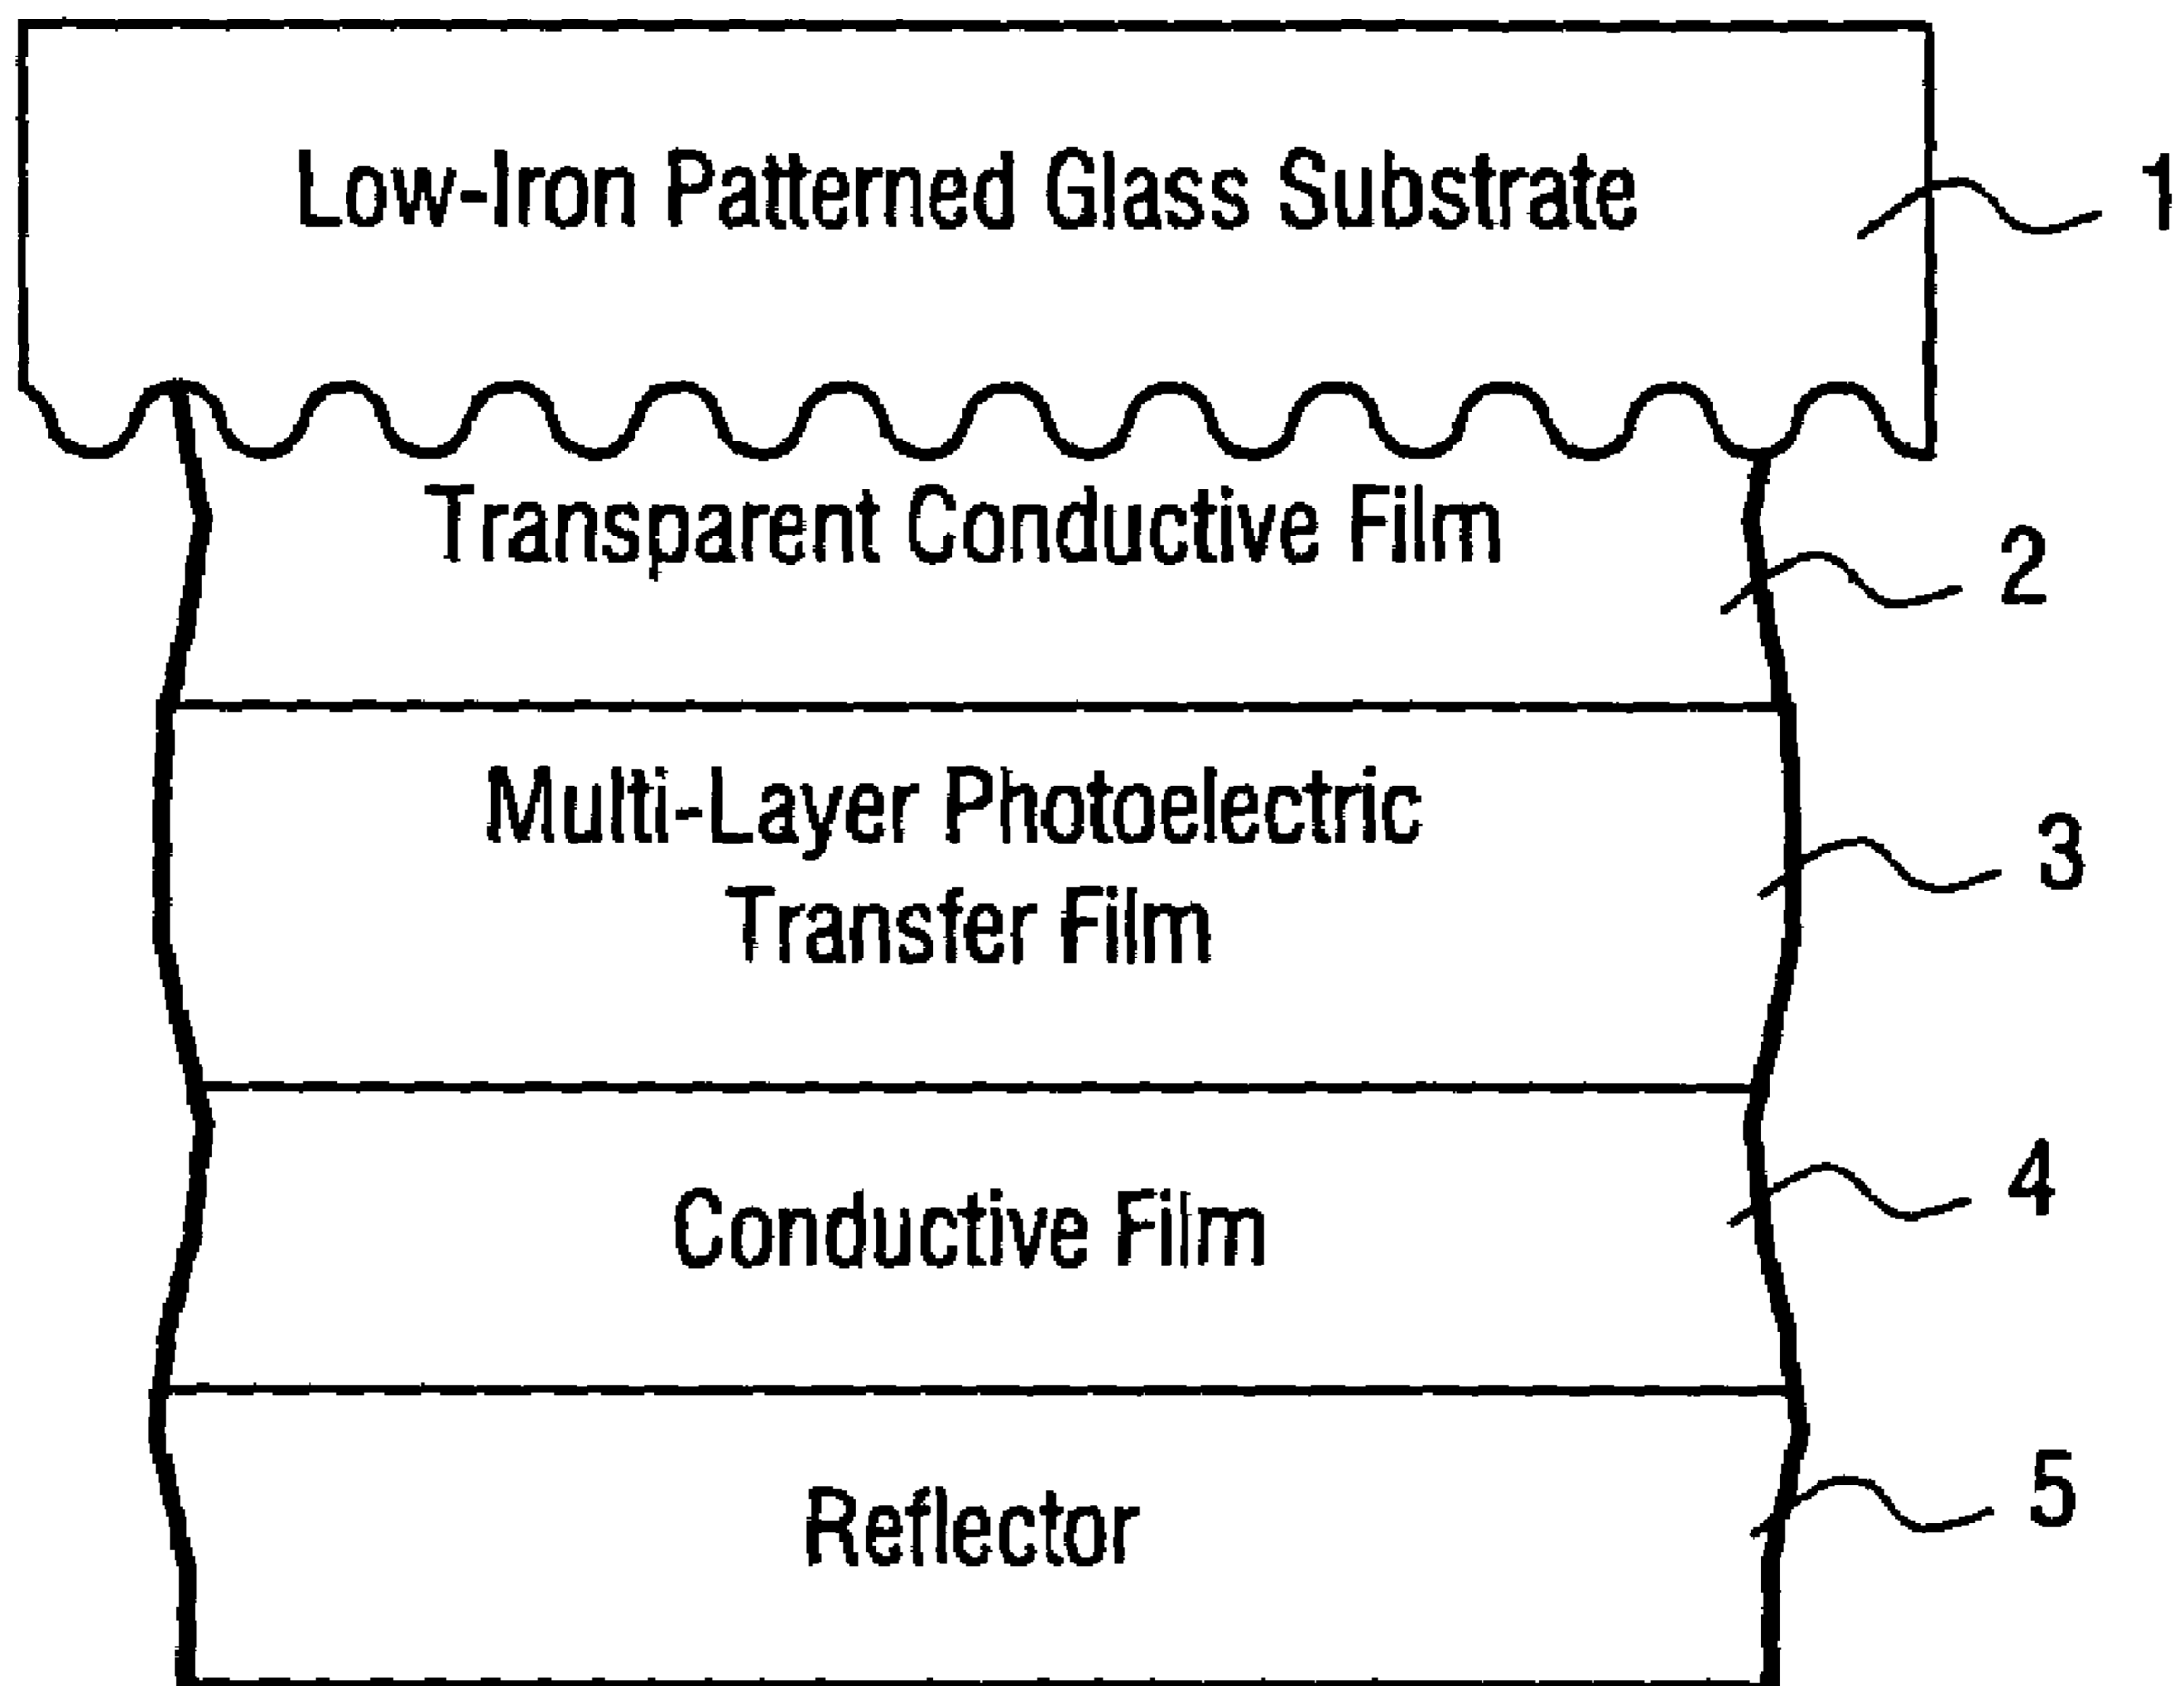 Low-Iron Patterned Glass Substrate 1
Transparent Conductive Film
2
Multi-Layer Photoelectric
3
Transfer Film
4
Conductive Film
5
Reflector